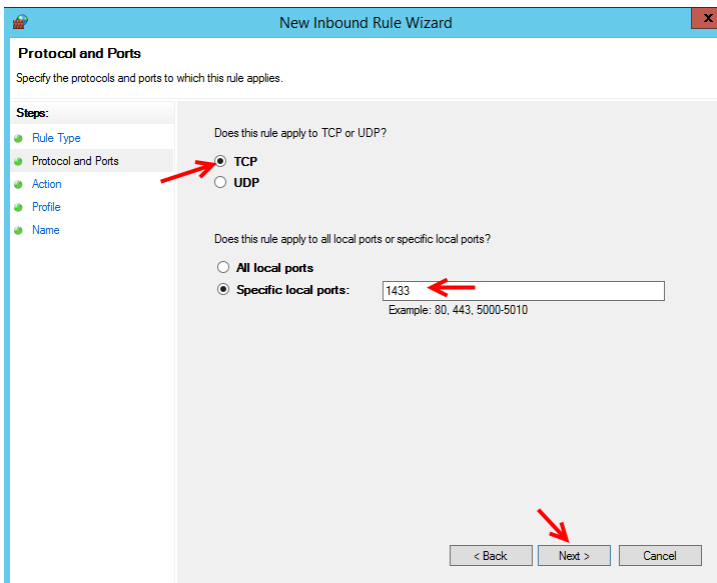 New Inbound Rule Wizard
x
Protocol and Ports
Specify the protocols and ports to which this rule applies.
Steps:
Rule Type
Protocol and Ports
Action
Profile
Name
Does this rule apply to TCP or UDP?
TCP
UDP
Does this rule apply to all local ports or specific local ports?
All local ports
Specific local ports:
1433
Example: 80, 443, 5000-5010
< Back
Next >
Cancel